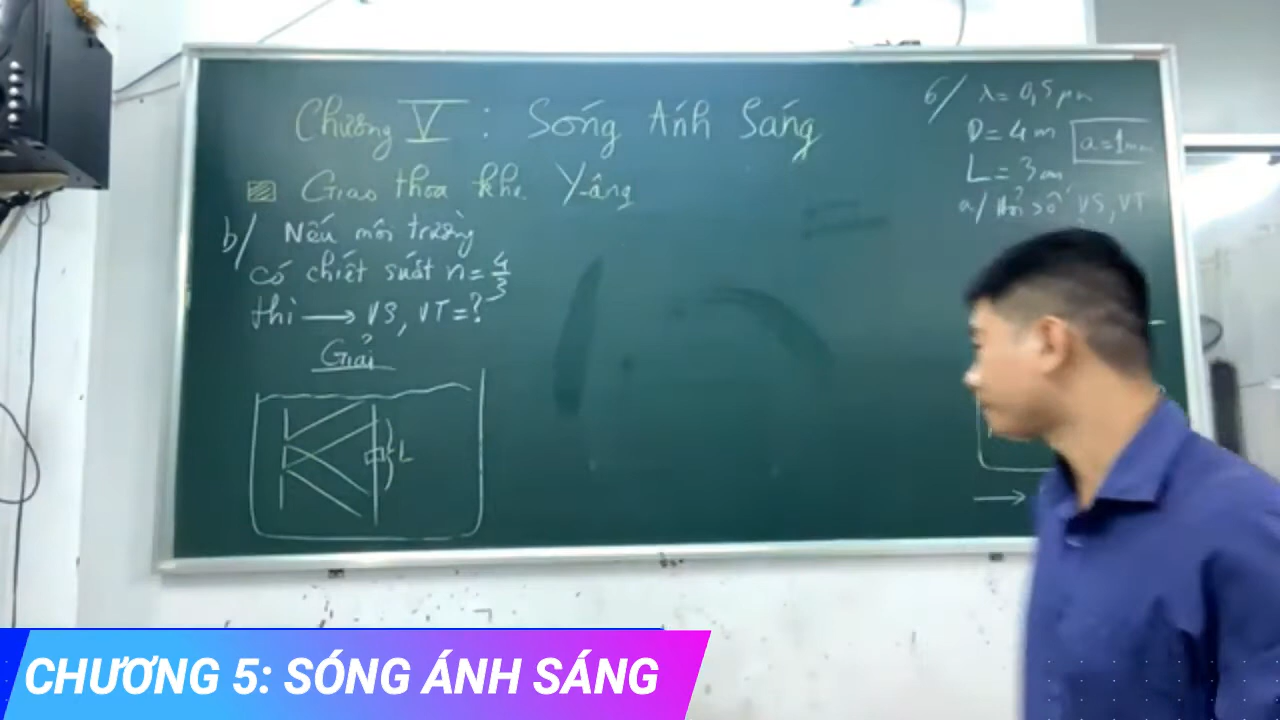 Chương V : Sóng Ánh Sáng
Giao thoa khe Y-âng
b/ Nếu môi trường
có chiết suất n = 4/3
thì → VS, VT = ?
Giải
L
6/ λ = 0,5 μm
D = 4 m
a = 1 mm
L = 3 cm
a/ Hỏi số VS, VT
CHƯƠNG 5: SÓNG ÁNH SÁNG